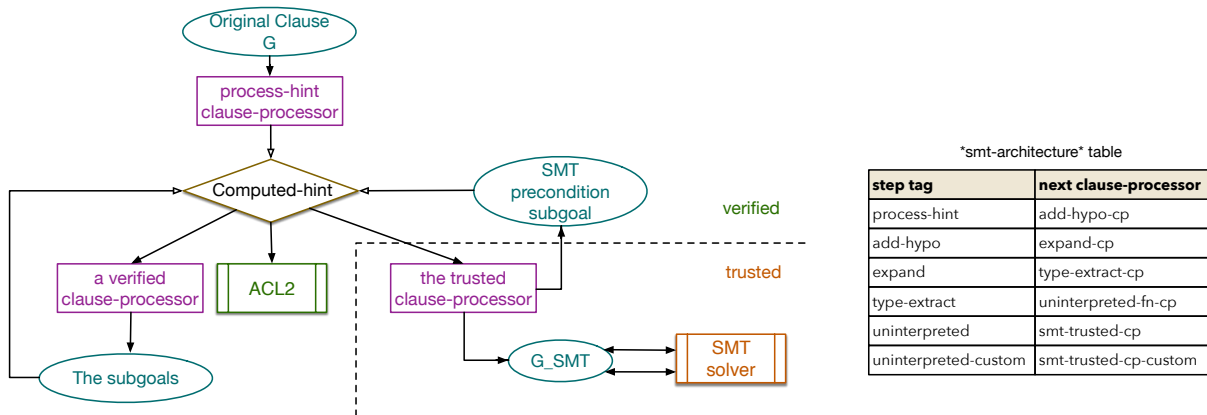 Original Clause
G
process-hint
clause-processor
Computed-hint
SMT
precondition
subgoal
verified
trusted
a verified
clause-processor
ACL2
the trusted
clause-processor
The subgoals
G_SMT
SMT
solver
*smt-architecture* table
step tag next clause-processor
process-hint add-hypo-cp
add-hypo expand-cp
expand type-extract-cp
type-extract uninterpreted-fn-cp
uninterpreted smt-trusted-cp
uninterpreted-custom smt-trusted-cp-custom